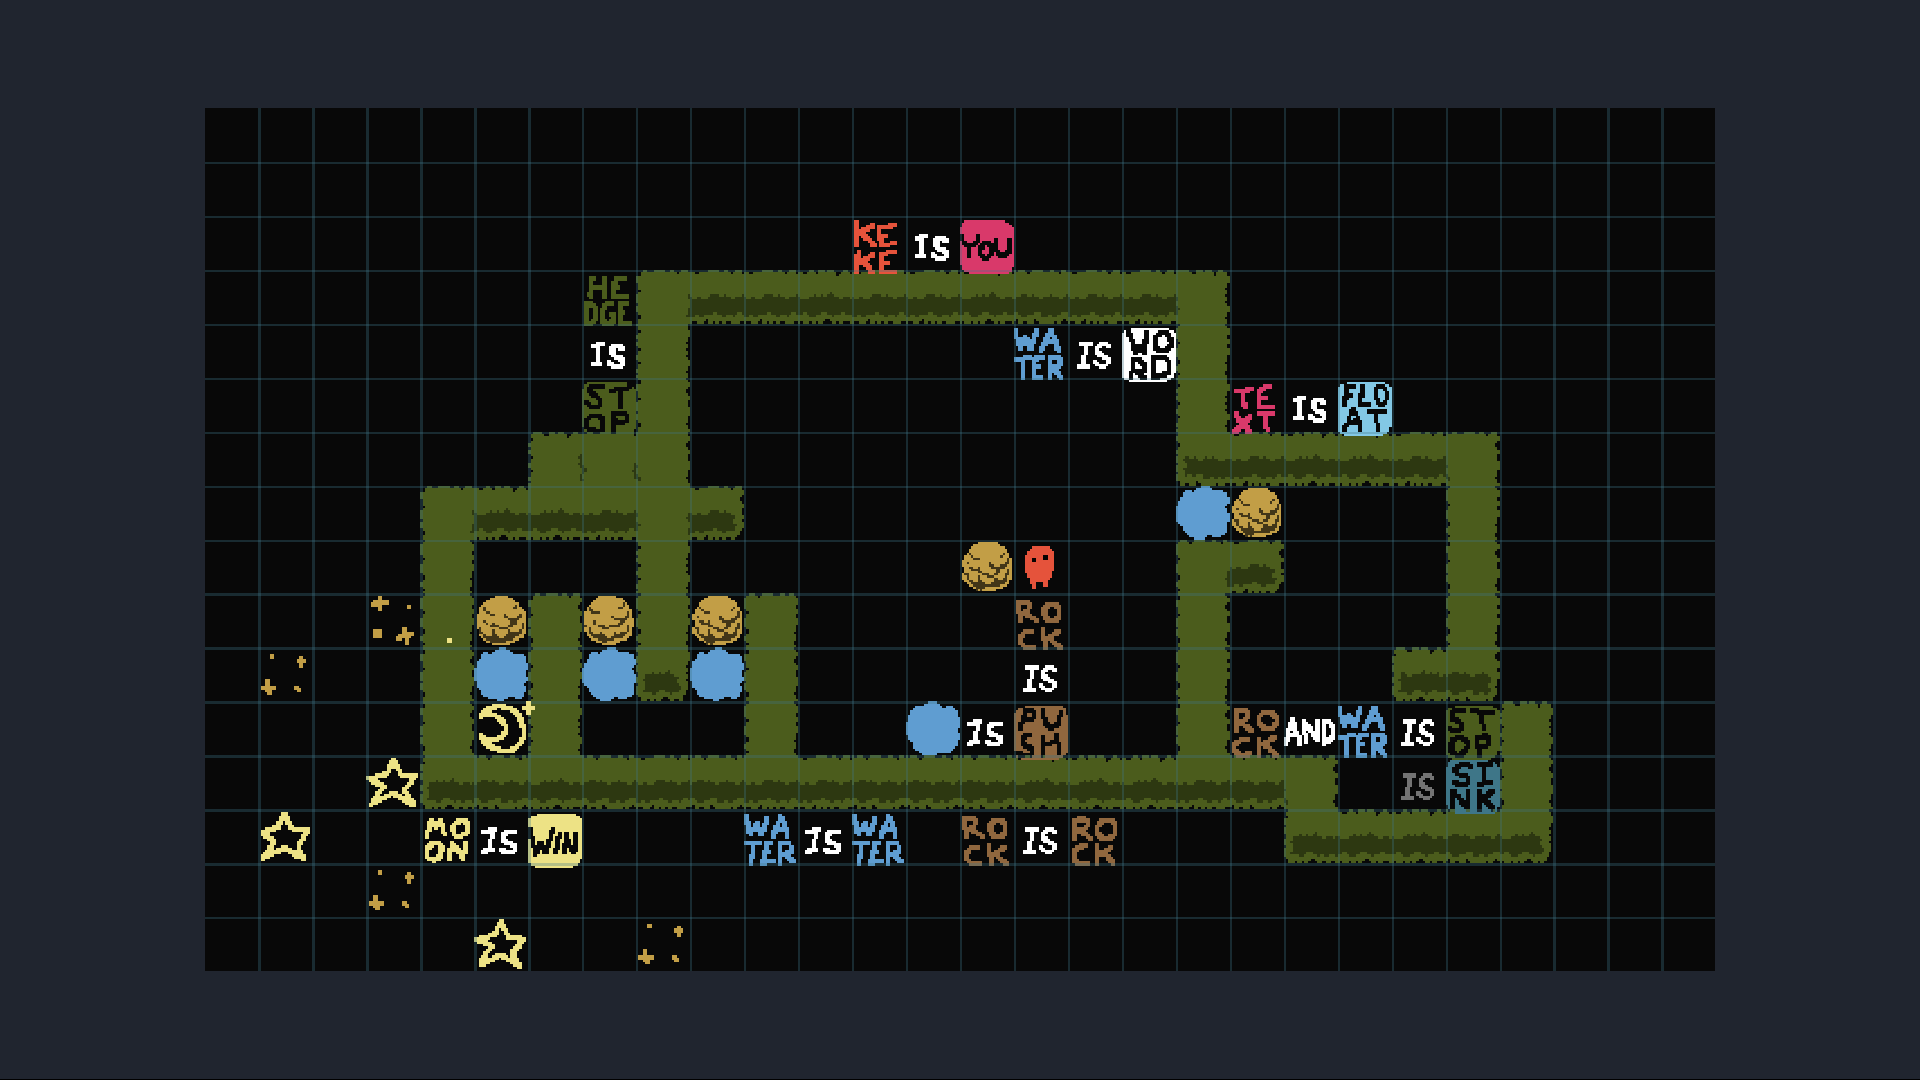 KEKE IS YOU
HEDGE
IS
STOP
WATER IS WORD
TEXT IS FLOAT
ROCK
IS
IS PUSH
ROCK AND WATER IS STOP
IS SINK
MOON IS WIN
WATER IS WATER
ROCK IS ROCK